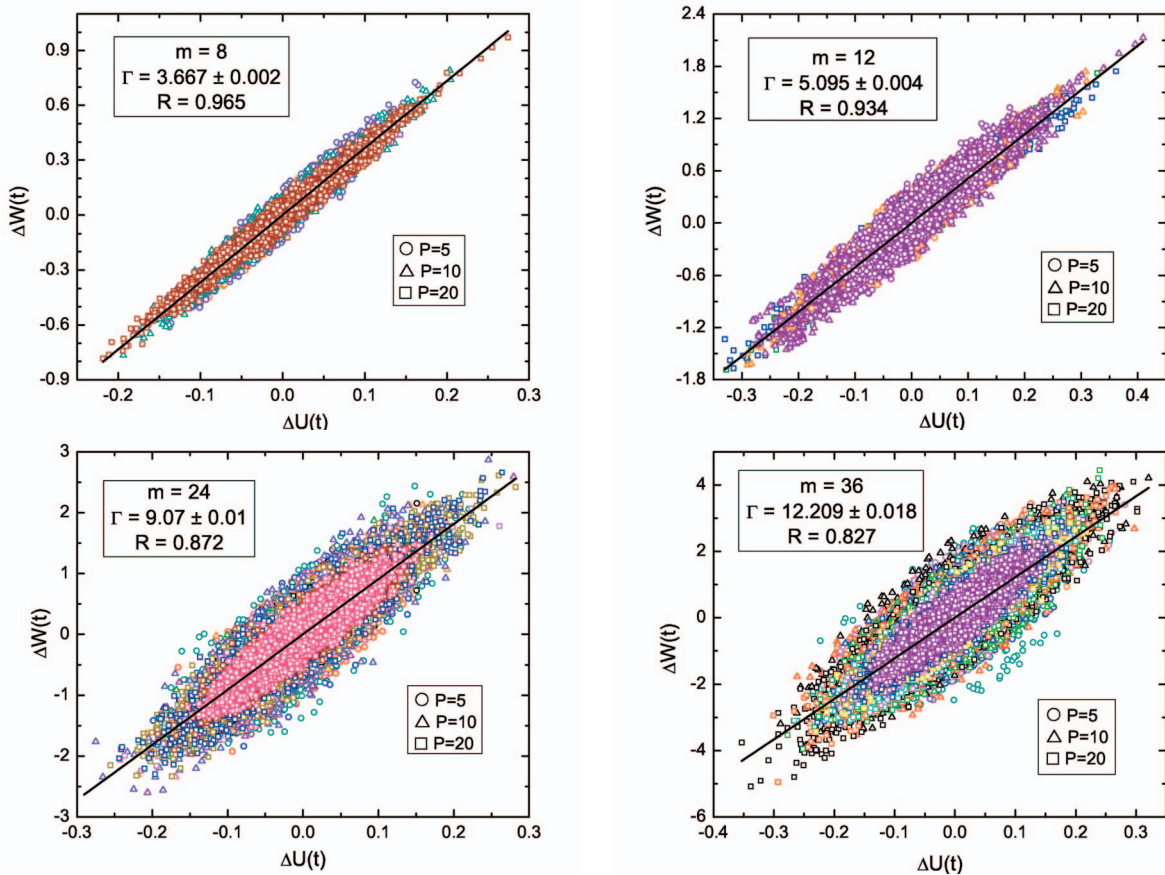 m = 8
Γ = 3.667 ± 0.002
R = 0.965
P=5
P=10
P=20
0.9
0.6
0.3
0.0
-0.3
-0.6
-0.9
ΔW(t)
-0.2 -0.1 0.0 0.1 0.2 0.3
ΔU(t)
m = 12
Γ = 5.095 ± 0.004
R = 0.934
P=5
P=10
P=20
2.4
1.8
1.2
0.6
0.0
-0.6
-1.2
-1.8
ΔW(t)
-0.3 -0.2 -0.1 0.0 0.1 0.2 0.3 0.4
ΔU(t)
m = 24
Γ = 9.07 ± 0.01
R = 0.872
P=5
P=10
P=20
3
2
1
0
-1
-2
-3
ΔW(t)
-0.3 -0.2 -0.1 0.0 0.1 0.2 0.3
ΔU(t)
m = 36
Γ = 12.209 ± 0.018
R = 0.827
P=5
P=10
P=20
4
2
0
-2
-4
-6
ΔW(t)
-0.4 -0.3 -0.2 -0.1 0.0 0.1 0.2 0.3
ΔU(t)